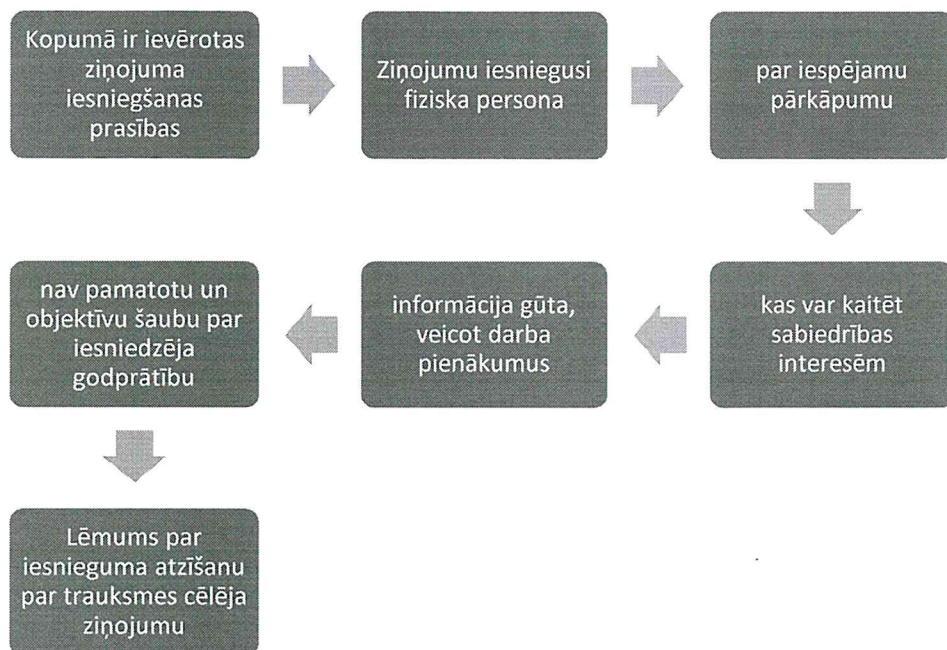 Kopumā ir ievērotas
ziņojuma
iesniegšanas
prasības
Ziņojumu iesniegusi
fiziska persona
par iespējamu
pārkāpumu
kas var kaitēt
sabiedrības
interesēm
informācija gūta,
veicot darba
pienākumus
nav pamatotu un
objektīvu šaubu par
iesniedzēja
godprātību
Lēmums par
iesnieguma atzīšanu
par trauksmes cēlēja
ziņojumu